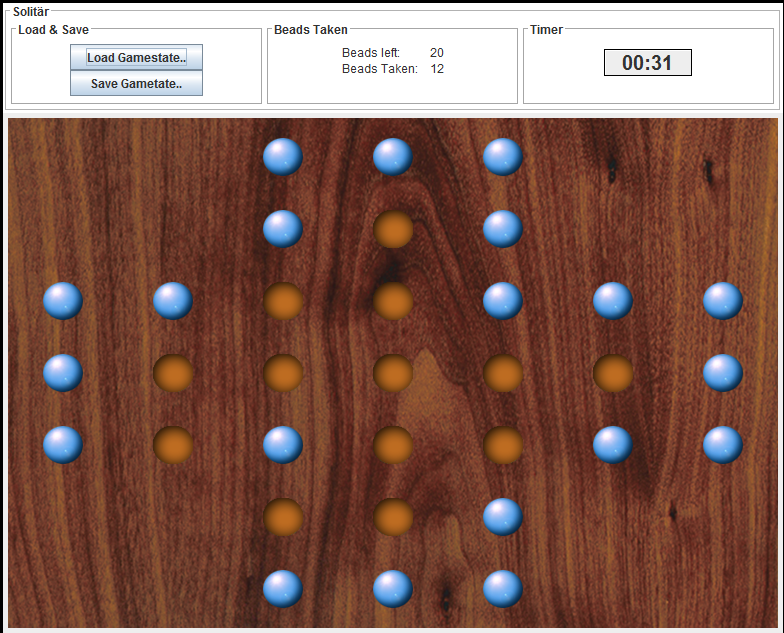 Solitär
Load & Save
Load Gamestate..
Save Gametate..
Beads Taken
Beads left: 20
Beads Taken: 12
Timer
00:31